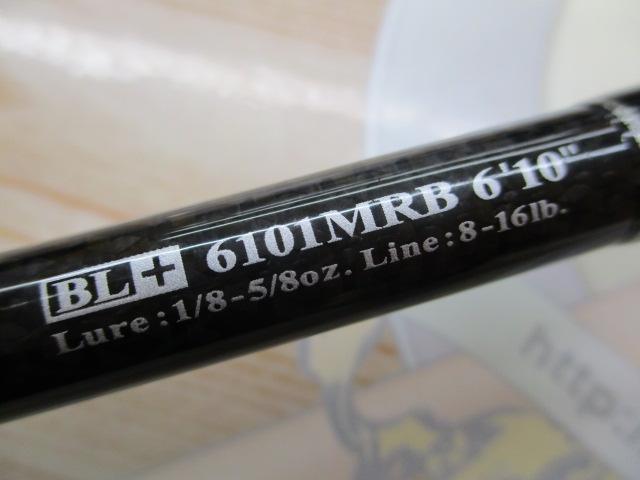 BL+ 6101MRB 6'10"
Lure:1/8-5/8oz. Line:8-16lb.
http: